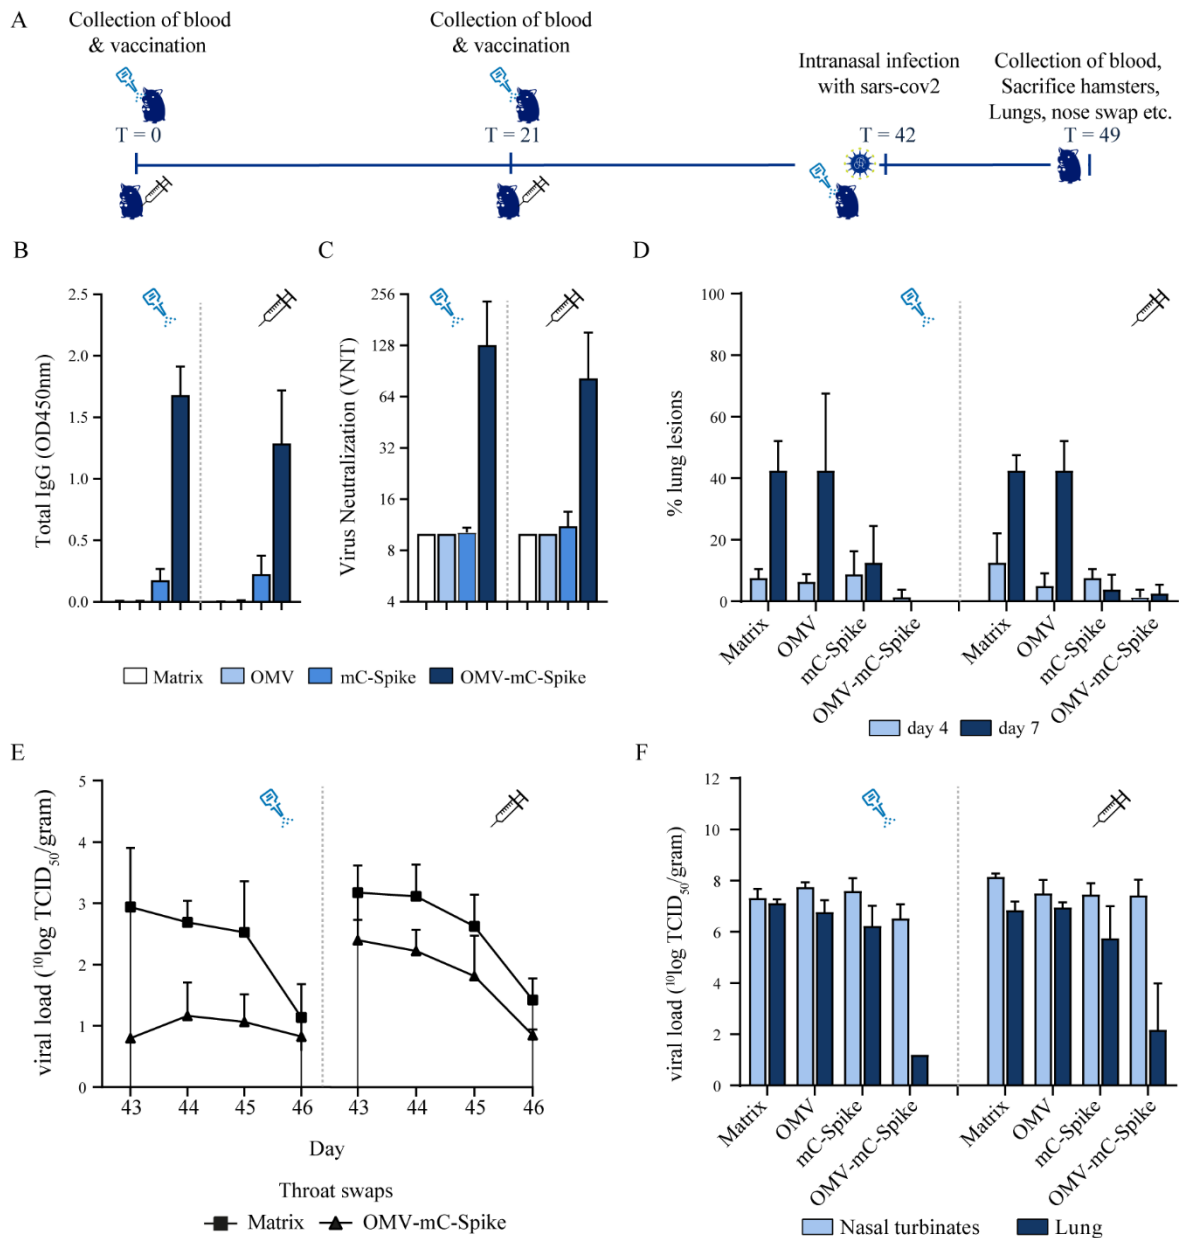 A
Collection of blood
& vaccination
T = 0
Collection of blood
& vaccination
T = 21
Intranasal infection
with sars-cov2
T = 42
Collection of blood,
Sacrifice hamsters,
Lungs, nose swap etc.
T = 49
B
Total IgG (OD450nm)
2.5
2.0
1.5
1.0
0.5
0.0
C
Virus Neutralization (VNT)
256
128
64
32
16
8
4
Matrix
OMV
mC-Spike
OMV-mC-Spike
D
% lung lesions
100
80
60
40
20
0
Matrix
OMV
mC-Spike
OMV-mC-Spike
Matrix
OMV
mC-Spike
OMV-mC-Spike
day 4
day 7
E
viral load (¹⁰log TCID₅₀/gram)
5
4
3
2
1
0
43
44
45
46
43
44
45
46
Day
Throat swaps
Matrix
OMV-mC-Spike
F
viral load (¹⁰log TCID₅₀/gram)
12
10
8
6
4
2
0
Matrix
OMV
mC-Spike
OMV-mC-Spike
Matrix
OMV
mC-Spike
OMV-mC-Spike
Nasal turbinates
Lung